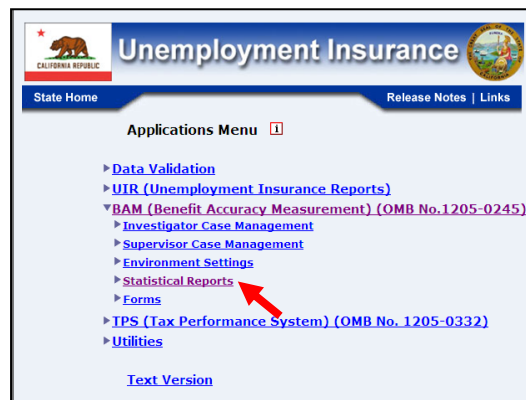 CALIFORNIA REPUBLIC
Unemployment Insurance
State Home
Release Notes | Links
Applications Menu i
Data Validation
UIR (Unemployment Insurance Reports)
BAM (Benefit Accuracy Measurement) (OMB No.1205-0245)
Investigator Case Management
Supervisor Case Management
Environment Settings
Statistical Reports
Forms
TPS (Tax Performance System) (OMB No. 1205-0332)
Utilities
Text Version